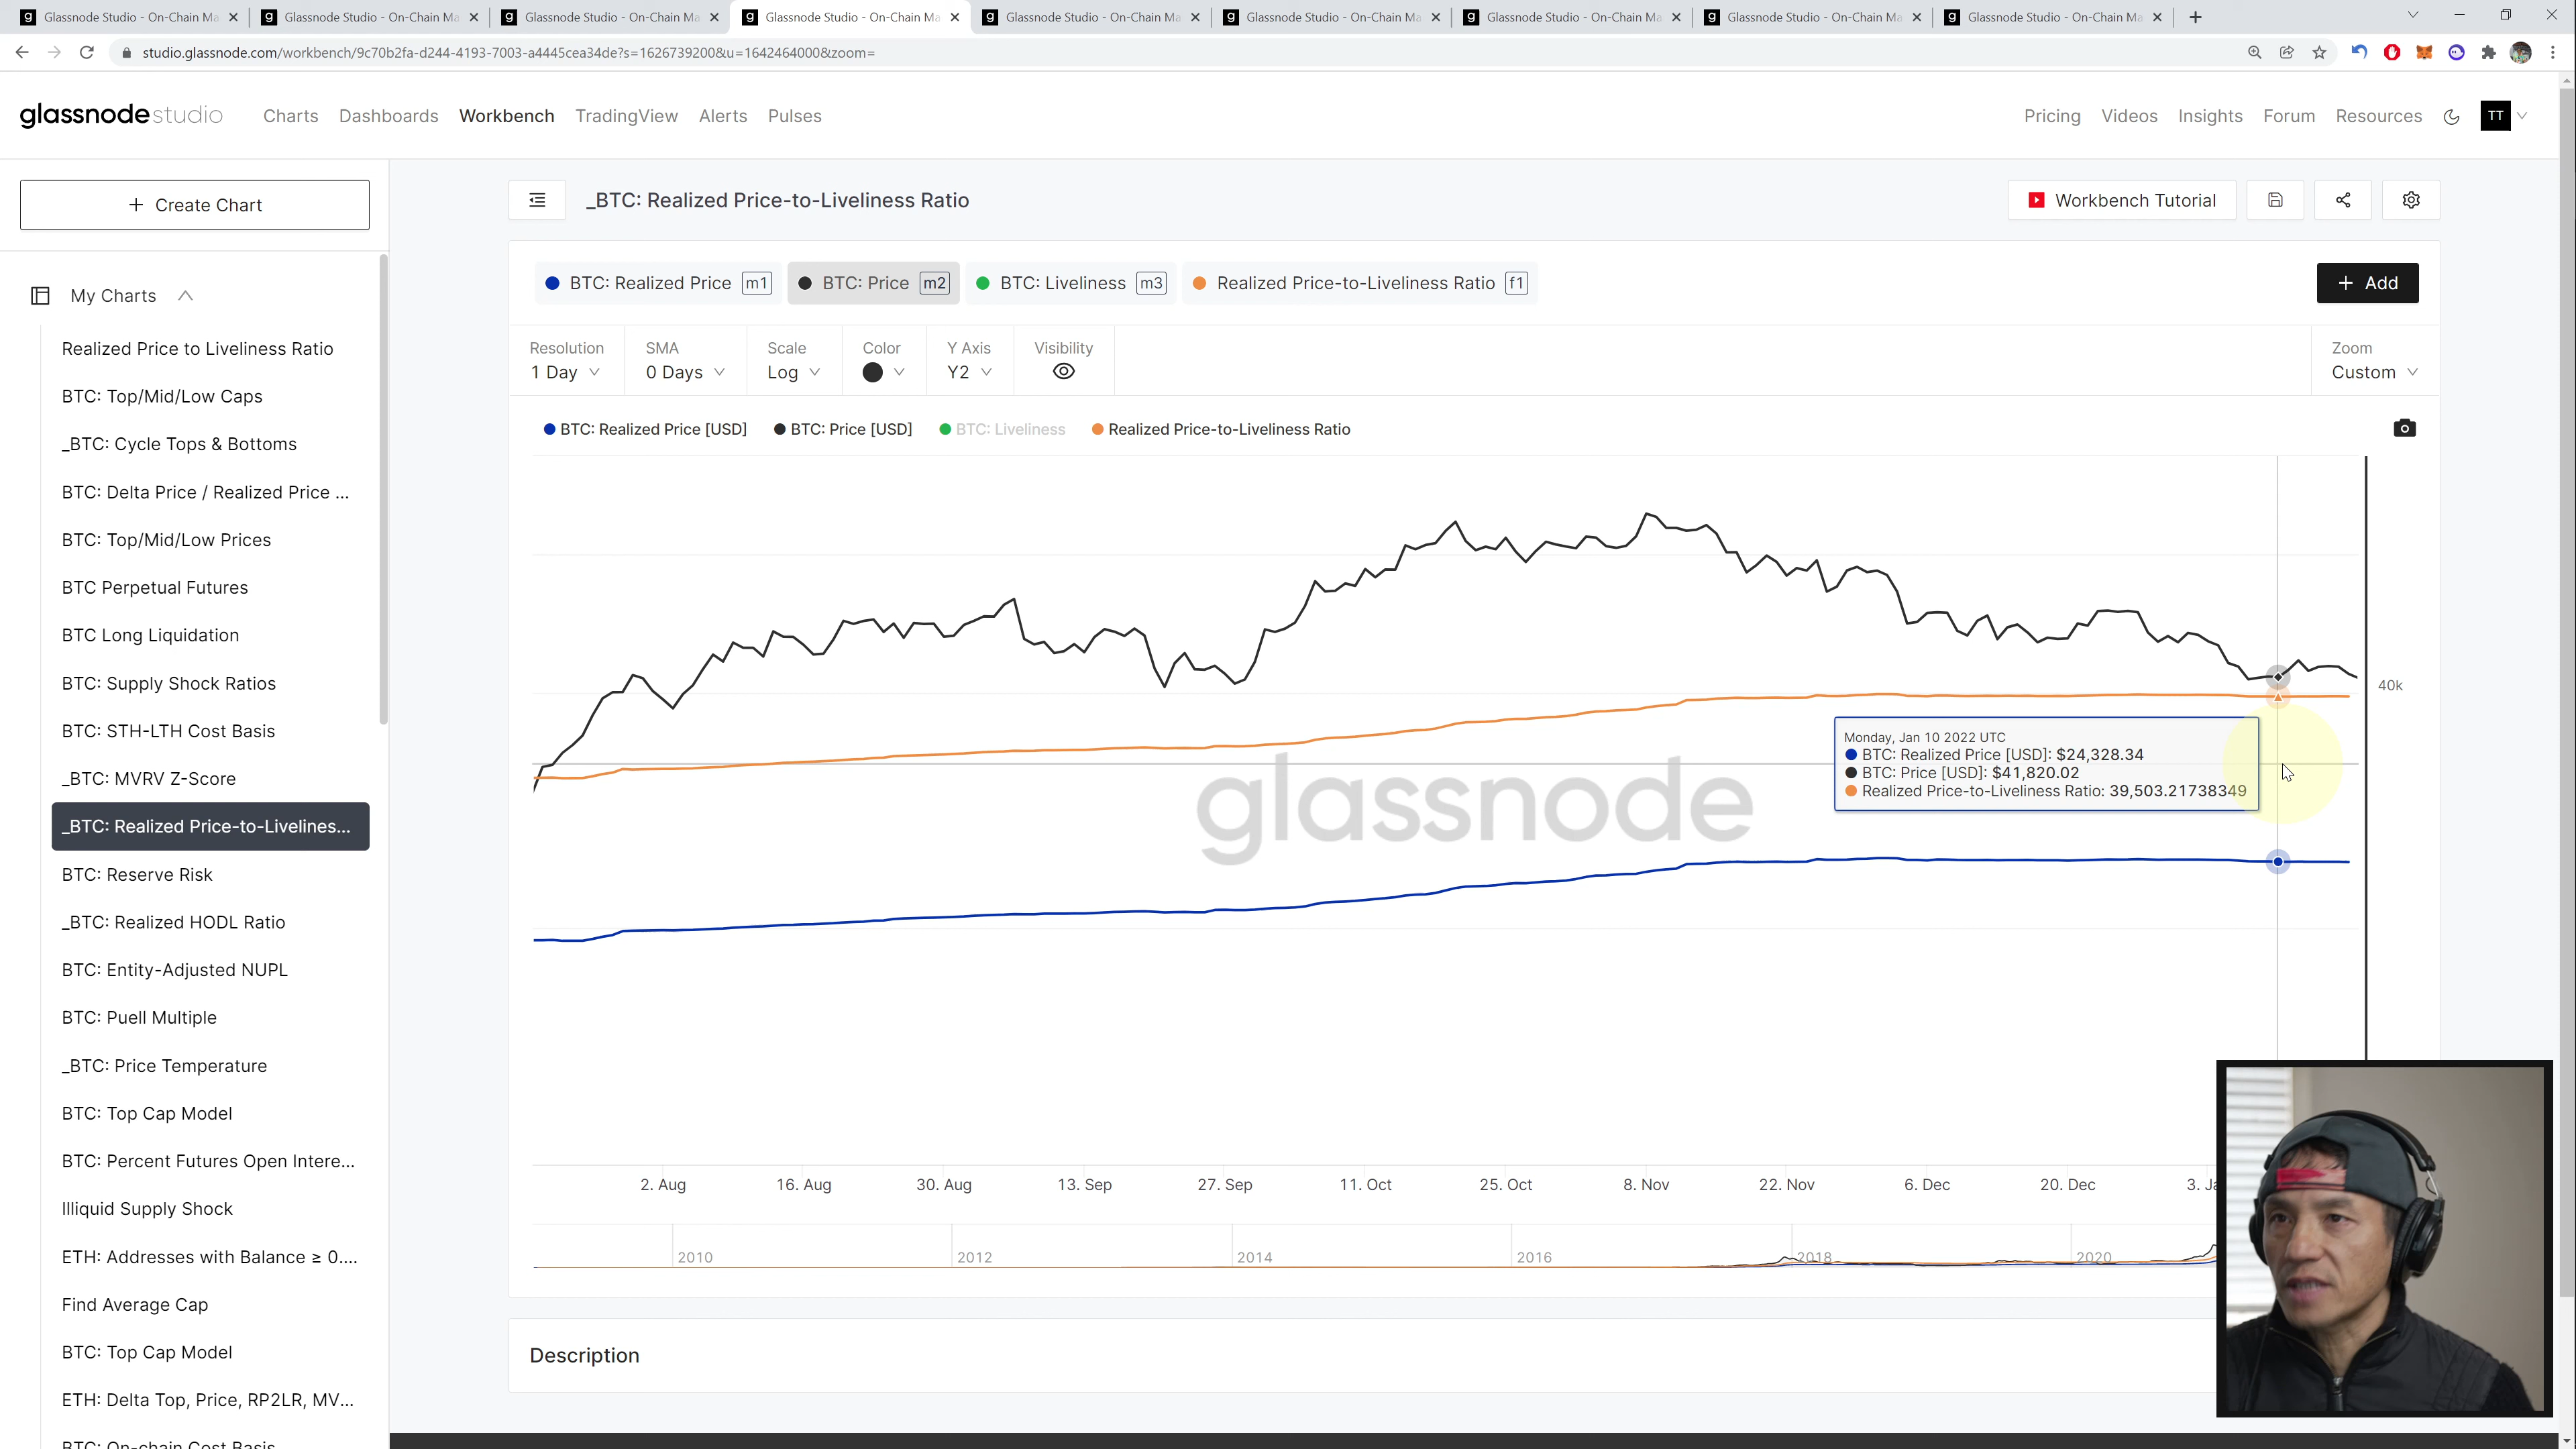 Glassnode Studio - On-Chain Ma
Glassnode Studio - On-Chain Ma
Glassnode Studio - On-Chain Ma
Glassnode Studio - On-Chain Ma
Glassnode Studio - On-Chain Ma
Glassnode Studio - On-Chain Ma
Glassnode Studio - On-Chain Ma
Glassnode Studio - On-Chain Ma
Glassnode Studio - On-Chain Ma
studio.glassnode.com/workbench/9c70b2fa-d244-4193-7003-a4445cea34de?s=1626739200&u=1642464000&zoom=
glassnodestudio
Charts
Dashboards
Workbench
TradingView
Alerts
Pulses
Pricing
Videos
Insights
Forum
Resources
TT
+ Create Chart
My Charts
Realized Price to Liveliness Ratio
BTC: Top/Mid/Low Caps
_BTC: Cycle Tops & Bottoms
BTC: Delta Price / Realized Price ...
BTC: Top/Mid/Low Prices
BTC Perpetual Futures
BTC Long Liquidation
BTC: Supply Shock Ratios
BTC: STH-LTH Cost Basis
_BTC: MVRV Z-Score
_BTC: Realized Price-to-Livelines...
BTC: Reserve Risk
_BTC: Realized HODL Ratio
BTC: Entity-Adjusted NUPL
BTC: Puell Multiple
_BTC: Price Temperature
BTC: Top Cap Model
BTC: Percent Futures Open Intere...
Illiquid Supply Shock
ETH: Addresses with Balance ≥ 0....
Find Average Cap
BTC: Top Cap Model
ETH: Delta Top, Price, RP2LR, MV...
BTC: On-chain Cost Basis
_BTC: Realized Price-to-Liveliness Ratio
Workbench Tutorial
BTC: Realized Price m1
BTC: Price m2
BTC: Liveliness m3
Realized Price-to-Liveliness Ratio f1
+ Add
Resolution
1 Day
SMA
0 Days
Scale
Log
Color
Y Axis
Y2
Visibility
Zoom
Custom
BTC: Realized Price [USD]
BTC: Price [USD]
BTC: Liveliness
Realized Price-to-Liveliness Ratio
40k
glassnode
Monday, Jan 10 2022 UTC
BTC: Realized Price [USD]: $24,328.34
BTC: Price [USD]: $41,820.02
Realized Price-to-Liveliness Ratio: 39,503.21738349
2. Aug
16. Aug
30. Aug
13. Sep
27. Sep
11. Oct
25. Oct
8. Nov
22. Nov
6. Dec
20. Dec
3. Ja
2010
2012
2014
2016
2018
2020
Description